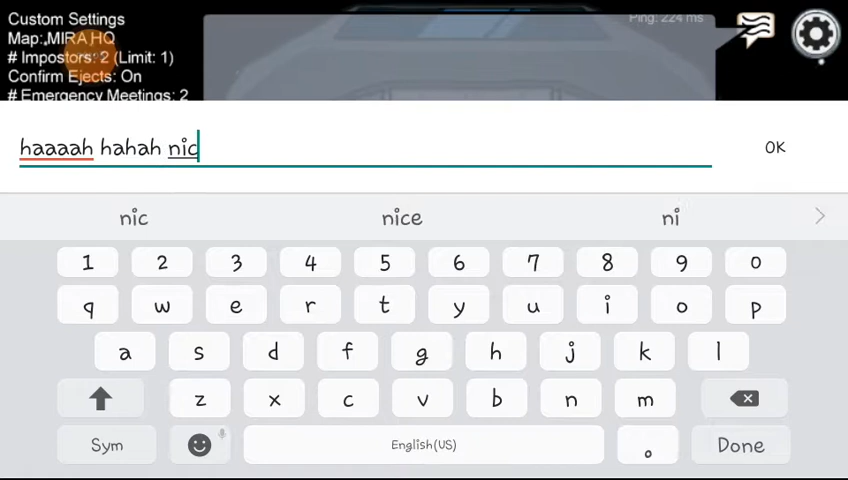 Custom Settings
Ping: 224 ms
Map: MIRA HQ
# Impostors: 2 (Limit: 1)
Confirm Ejects: On
# Emergency Meetings: 2
haaaah hahah nic
OK
nic nice ni
1 2 3 4 5 6 7 8 9 0
q w e r t y u i o p
a s d f g h j k l
z x c v b n m
Sym English(US) . Done